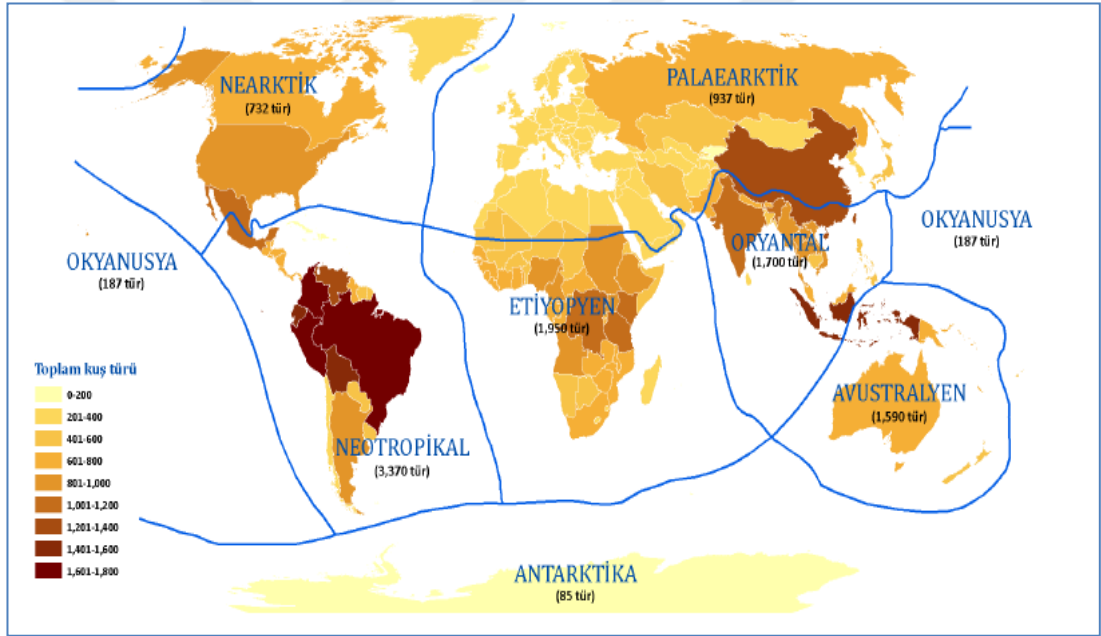 NEARKTİK
(732 tür)
PALAEARKTİK
(937 tür)
OKYANUSYA
(187 tür)
OKYANUSYA
(187 tür)
ORYANTAL
(1,700 tür)
ETİYOPYEN
(1,950 tür)
AVUSTRALYEN
(1,590 tür)
NEOTROPİKAL
(3,370 tür)
ANTARKTİKA
(85 tür)
Toplam kuş türü
0-200
201-400
401-600
601-800
801-1,000
1,001-1,200
1,201-1,400
1,401-1,600
1,601-1,800